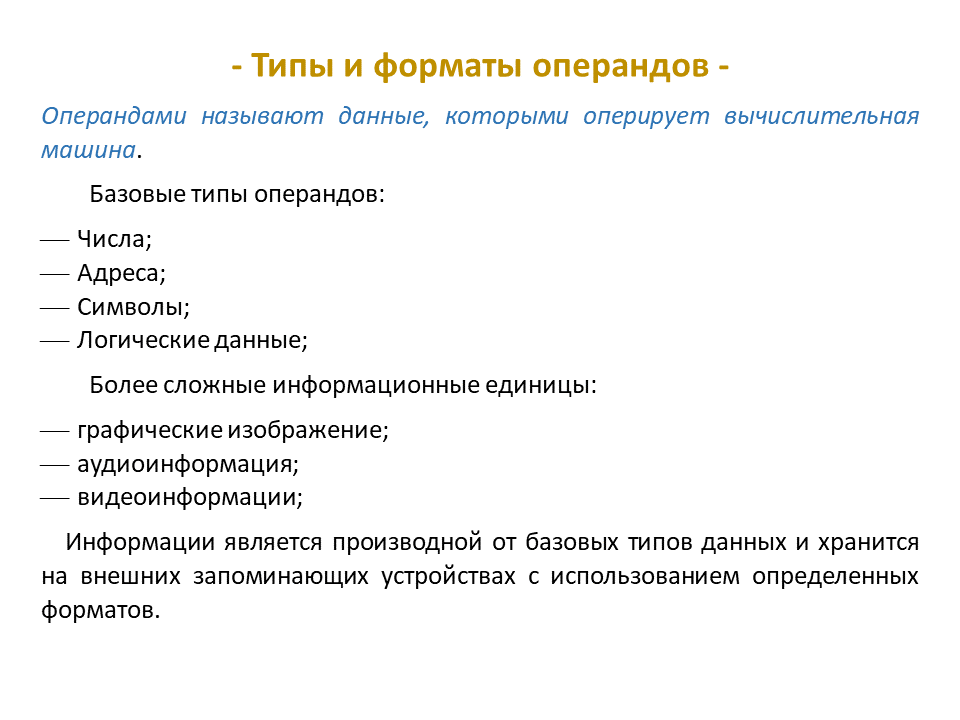 - Типы и форматы операндов -
Операндами называют данные, которыми оперирует вычислительная
машина.
Базовые типы операндов:
— Числа;
— Адреса;
— Символы;
— Логические данные;
Более сложные информационные единицы:
— графические изображение;
— аудиоинформация;
— видеоинформации;
Информации является производной от базовых типов данных и хранится
на внешних запоминающих устройствах с использованием определенных
форматов.